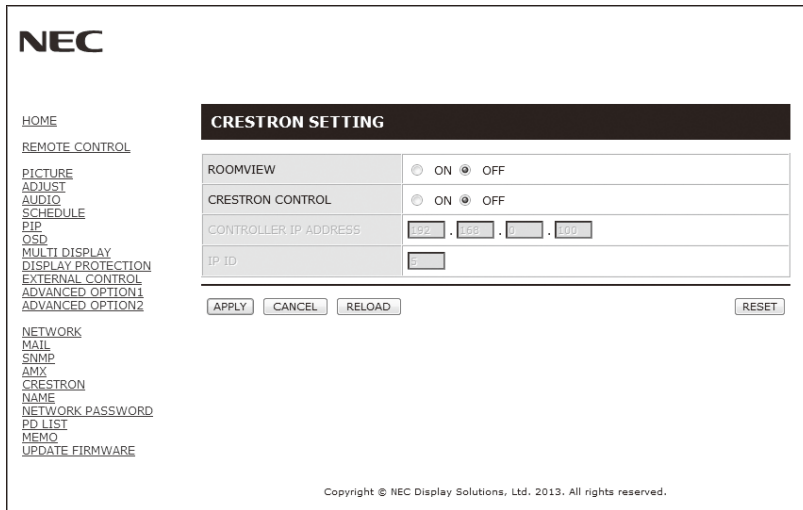 NEC
HOME
REMOTE CONTROL
PICTURE
ADJUST
AUDIO
SCHEDULE
PIP
OSD
MULTI DISPLAY
DISPLAY PROTECTION
EXTERNAL CONTROL
ADVANCED OPTION1
ADVANCED OPTION2
NETWORK
MAIL
SNMP
AMX
CRESTRON
NAME
NETWORK PASSWORD
PD LIST
MEMO
UPDATE FIRMWARE
CRESTRON SETTING
ROOMVIEW ON OFF
CRESTRON CONTROL ON OFF
CONTROLLER IP ADDRESS 192 . 168 . 0 . 100
IP ID 5
APPLY CANCEL RELOAD RESET
Copyright © NEC Display Solutions, Ltd. 2013. All rights reserved.